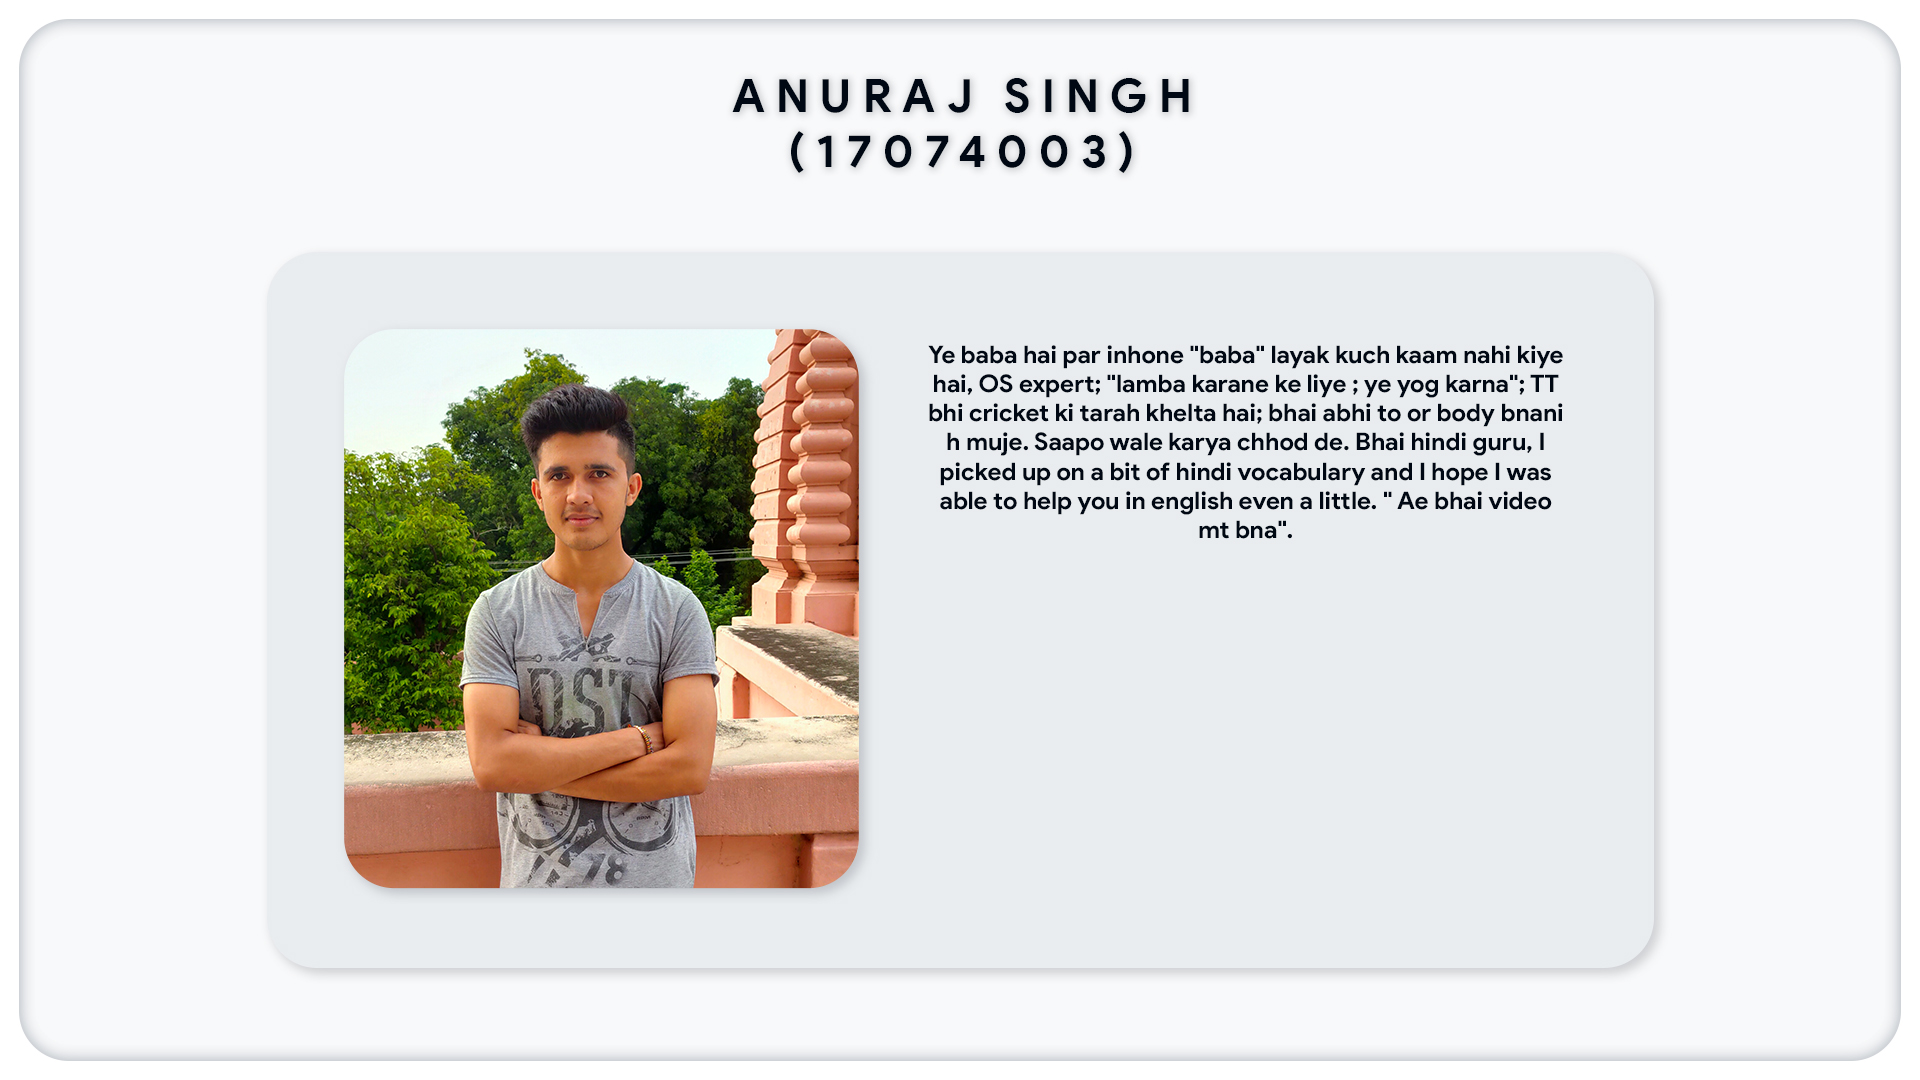 ANURAJ SINGH
(17074003)
Ye baba hai par inhone "baba" layak kuch kaam nahi kiye
hai, OS expert; "lamba karane ke liye ; ye yog karna"; TT
bhi cricket ki tarah khelta hai; bhai abhi to or body bnani
h muje. Saapo wale karya chhod de. Bhai hindi guru, I
picked up on a bit of hindi vocabulary and I hope I was
able to help you in english even a little. " Ae bhai video
mt bna".
DST
78